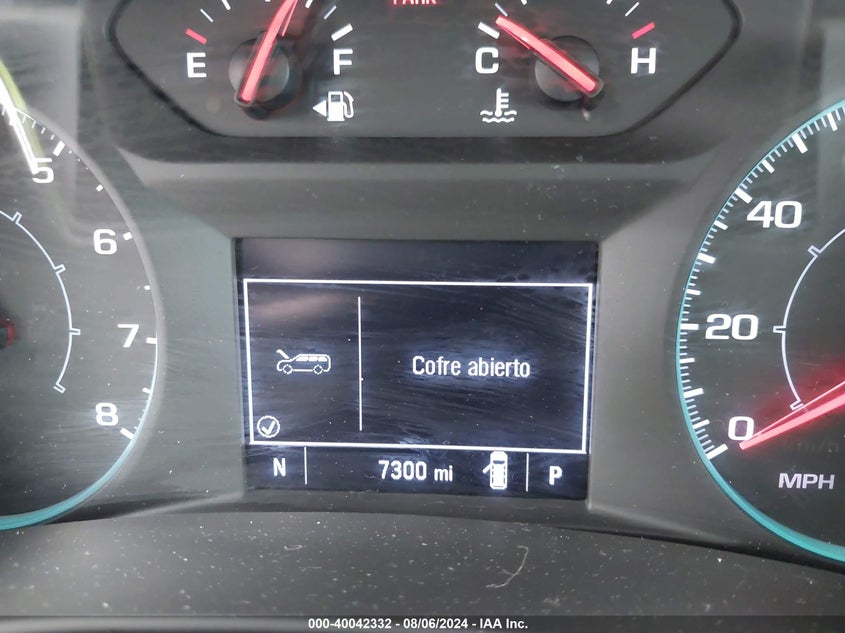 PARK
E
F
C
H
5
6
7
8
40
20
0
MPH
Cofre abierto
N
7300 mi
P
000-40042332 - 08/06/2024 - IAA Inc.